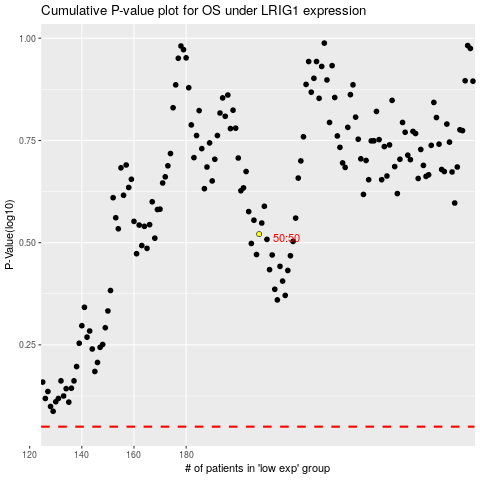 Cumulative P-value plot for OS under LRIG1 expression
P-Value(log10)
1.00
0.75
0.50
0.25
50:50
120 140 160 180
# of patients in 'low exp' group